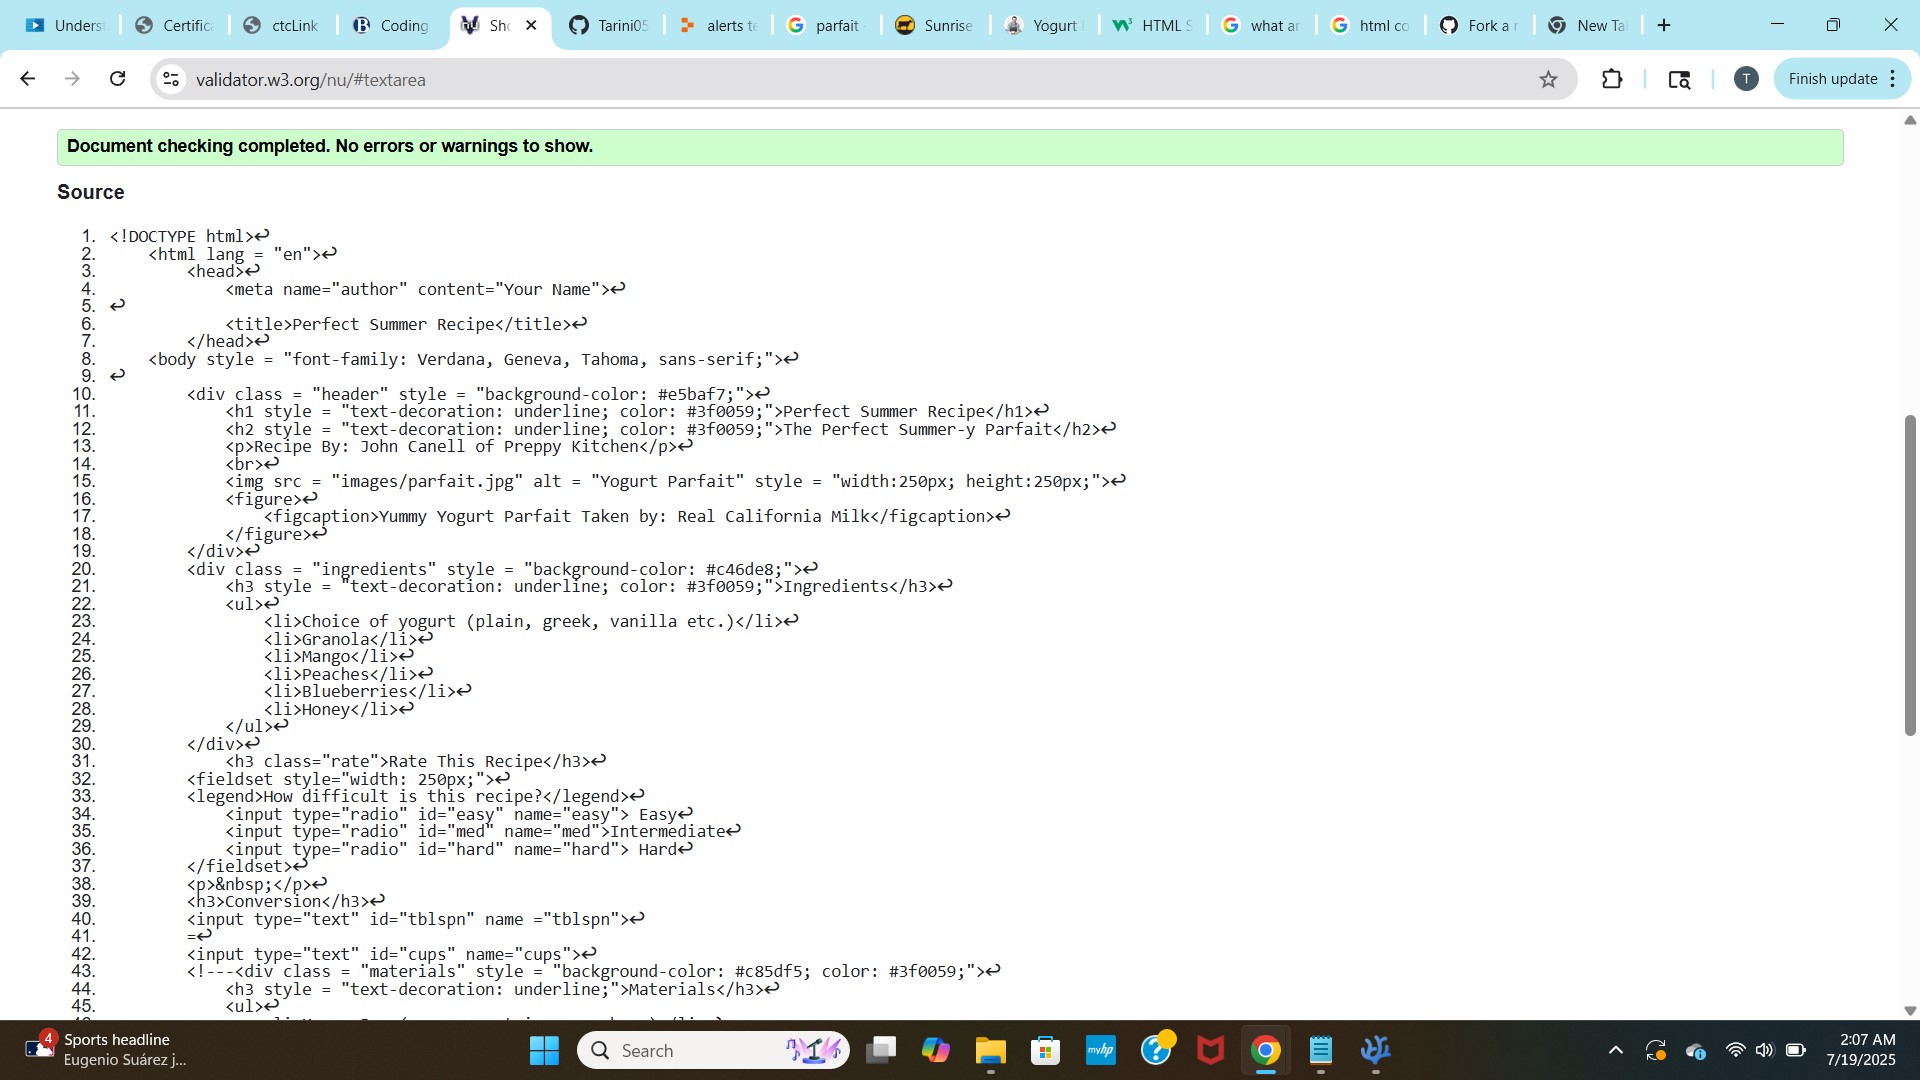 Unders
Certifica
ctcLink
Coding
Sho
Tarini05
alerts te
parfait -
Sunrise
Yogurt
HTML S
what ar
html co
Fork a r
New Ta
validator.w3.org/nu/#textarea
T
Finish update
Document checking completed. No errors or warnings to show.
Source
1. <!DOCTYPE html>↩
2. <html lang = "en">↩
3. <head>↩
4. <meta name="author" content="Your Name">↩
5. ↩
6. <title>Perfect Summer Recipe</title>↩
7. </head>↩
8. <body style = "font-family: Verdana, Geneva, Tahoma, sans-serif;">↩
9. ↩
10. <div class = "header" style = "background-color: #e5baf7;">↩
11. <h1 style = "text-decoration: underline; color: #3f0059;">Perfect Summer Recipe</h1>↩
12. <h2 style = "text-decoration: underline; color: #3f0059;">The Perfect Summer-y Parfait</h2>↩
13. <p>Recipe By: John Canell of Preppy Kitchen</p>↩
14. <br>↩
15. <img src = "images/parfait.jpg" alt = "Yogurt Parfait" style = "width:250px; height:250px;">↩
16. <figure>↩
17. <figcaption>Yummy Yogurt Parfait Taken by: Real California Milk</figcaption>↩
18. </figure>↩
19. </div>↩
20. <div class = "ingredients" style = "background-color: #c46de8;">↩
21. <h3 style = "text-decoration: underline; color: #3f0059;">Ingredients</h3>↩
22. <ul>↩
23. <li>Choice of yogurt (plain, greek, vanilla etc.)</li>↩
24. <li>Granola</li>↩
25. <li>Mango</li>↩
26. <li>Peaches</li>↩
27. <li>Blueberries</li>↩
28. <li>Honey</li>↩
29. </ul>↩
30. </div>↩
31. <h3 class="rate">Rate This Recipe</h3>↩
32. <fieldset style="width: 250px;">↩
33. <legend>How difficult is this recipe?</legend>↩
34. <input type="radio" id="easy" name="easy"> Easy↩
35. <input type="radio" id="med" name="med">Intermediate↩
36. <input type="radio" id="hard" name="hard"> Hard↩
37. </fieldset>↩
38. <p>&nbsp;</p>↩
39. <h3>Conversion</h3>↩
40. <input type="text" id="tblspn" name ="tblspn">↩
41. =↩
42. <input type="text" id="cups" name="cups">↩
43. <!---<div class = "materials" style = "background-color: #c85df5; color: #3f0059;">↩
44. <h3 style = "text-decoration: underline;">Materials</h3>↩
45. <ul>↩
4
Sports headline
Eugenio Suárez j...
Search
myhp
2:07 AM
7/19/2025